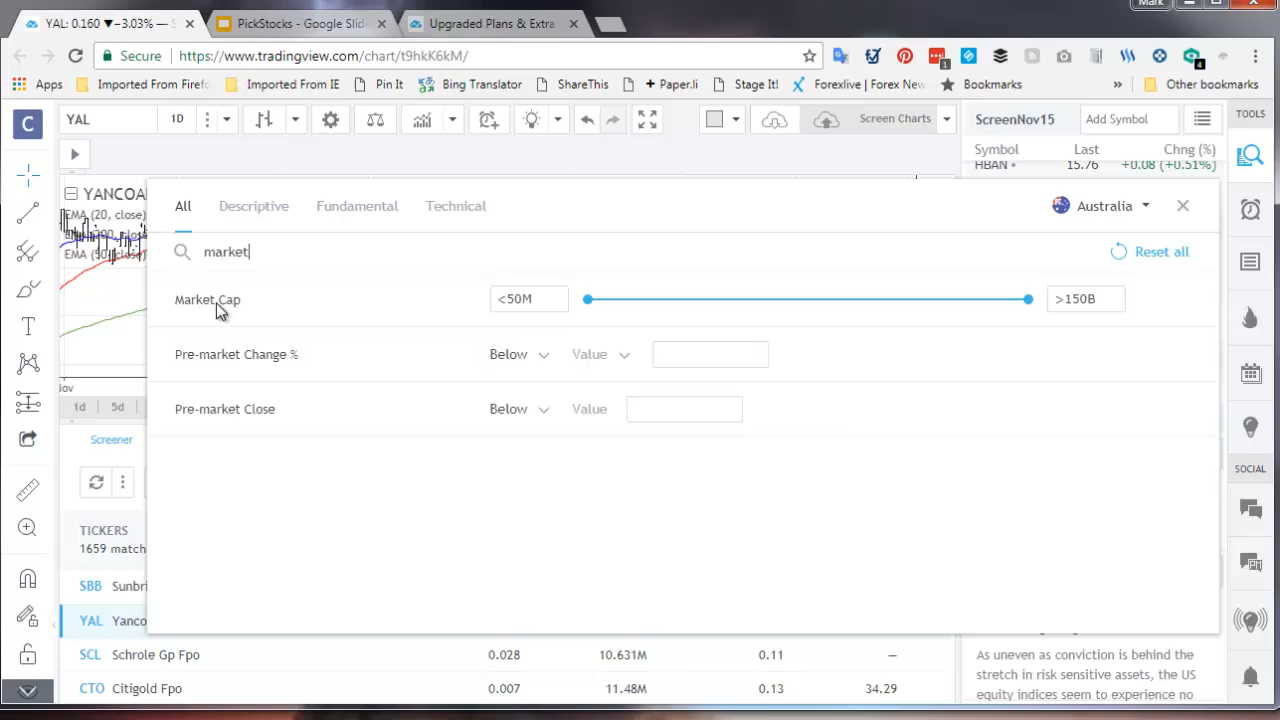 Mark
YAL: 0.160 ▼−3.03% — S
PickStocks - Google Slide
Upgraded Plans & Extra
Secure
https://www.tradingview.com/chart/t9hkK6kM/
1
4
Apps
Imported From Firefo
Imported From IE
Pin It
Bing Translator
ShareThis
+ Paper.li
Stage It!
Forexlive | Forex New
Bookmarks
»
Other bookmarks
C
YAL
1D
Screen Charts
ScreenNov15
Add Symbol
TOOLS
Symbol
Last
Chng (%)
HBAN
15.76
+0.08 (+0.51%)
YANCOAL
EMA (20, close)
EMA (50, close)
All
Descriptive
Fundamental
Technical
Australia
market
Reset all
Market Cap
<50M
>150B
Pre-market Change %
Below
Value
Pre-market Close
Below
Value
Nov
1d
5d
Screener
SOCIAL
TICKERS
1659 match
SBB
Sunbri
YAL
Yanco
SCL
Schrole Gp Fpo
0.028
10.631M
0.11
—
CTO
Citigold Fpo
0.007
11.48M
0.13
34.29
As uneven as conviction is behind the
stretch in risk sensitive assets, the US
equity indices seem to experience no